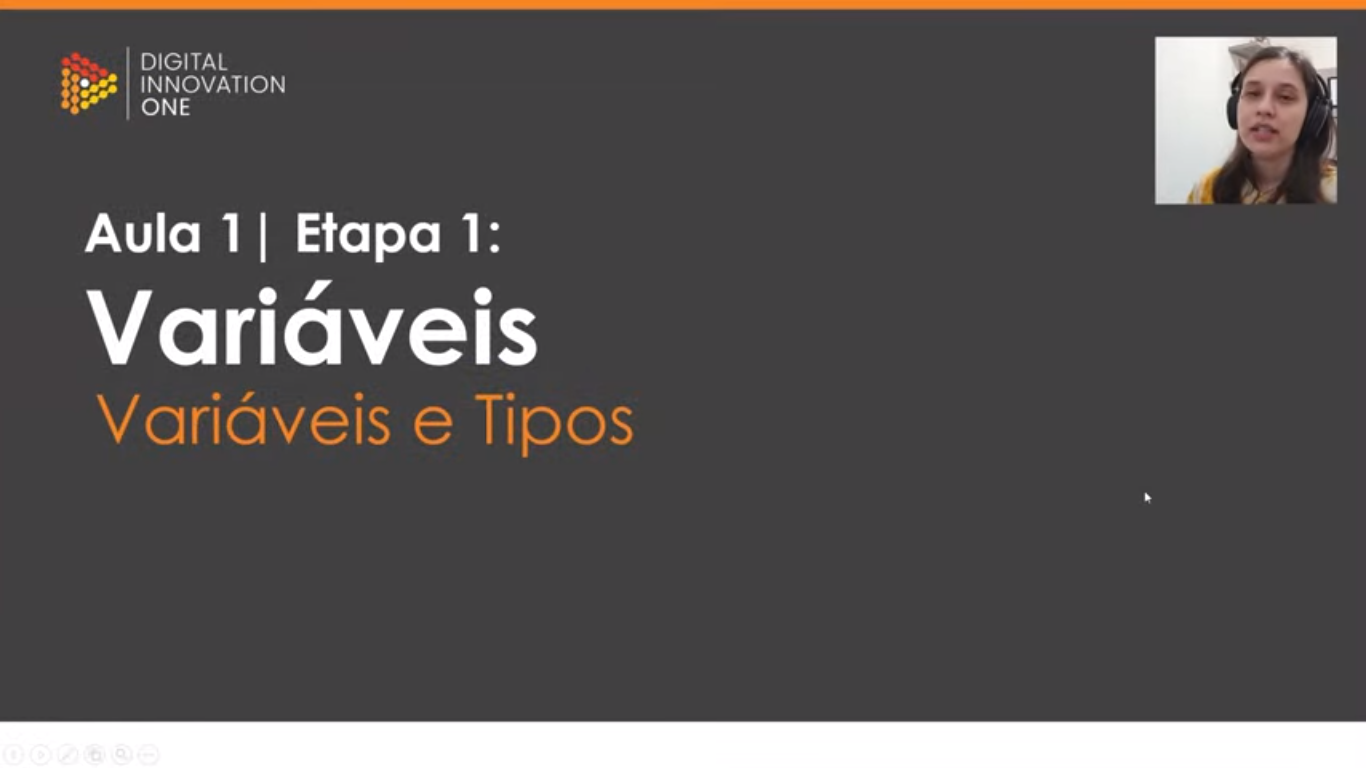 DIGITAL
INNOVATION
ONE
Aula 1| Etapa 1:
Variáveis
Variáveis e Tipos